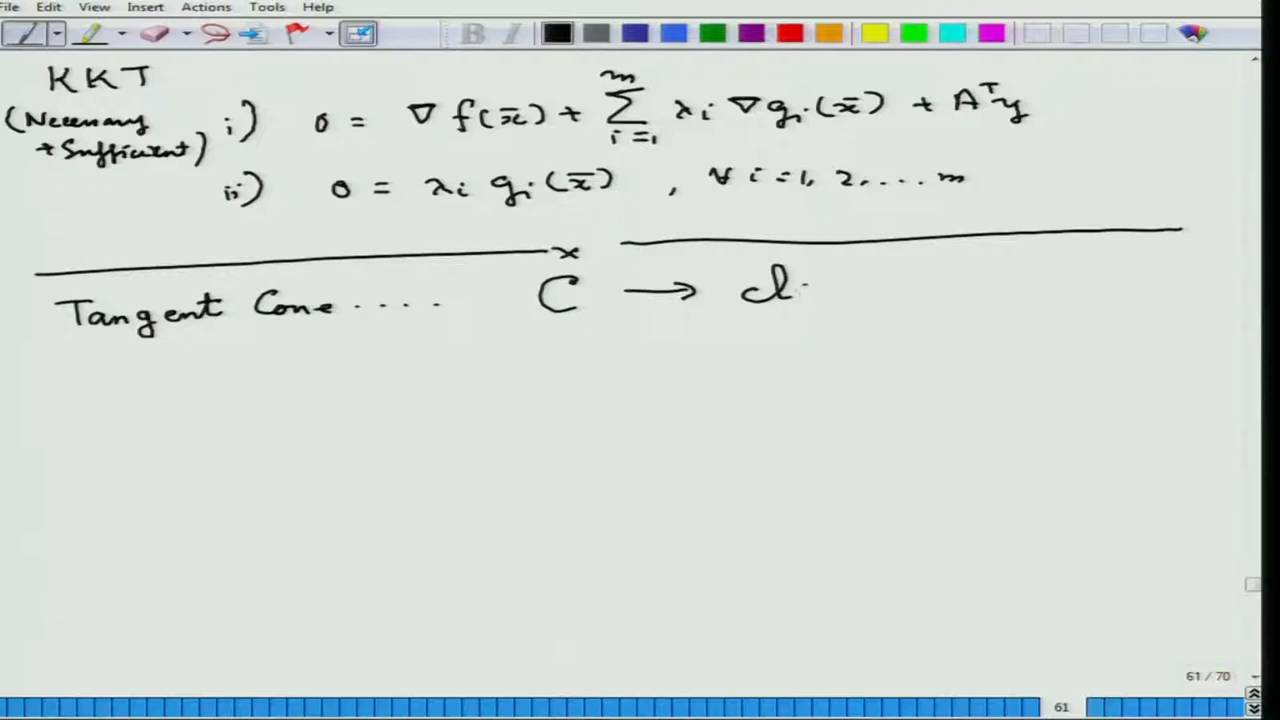 File Edit View Insert Actions Tools Help
B I
KKT
(Necessary + Sufficient)
i) 0 = ∇f(x̄) + ∑_{i=1}^{m} λi ∇gi(x̄) + Aᵀy
ii) 0 = λi gi(x̄) , ∀ i = 1, 2, .... m
x
Tangent Cone .... C → cl
61 / 70
61